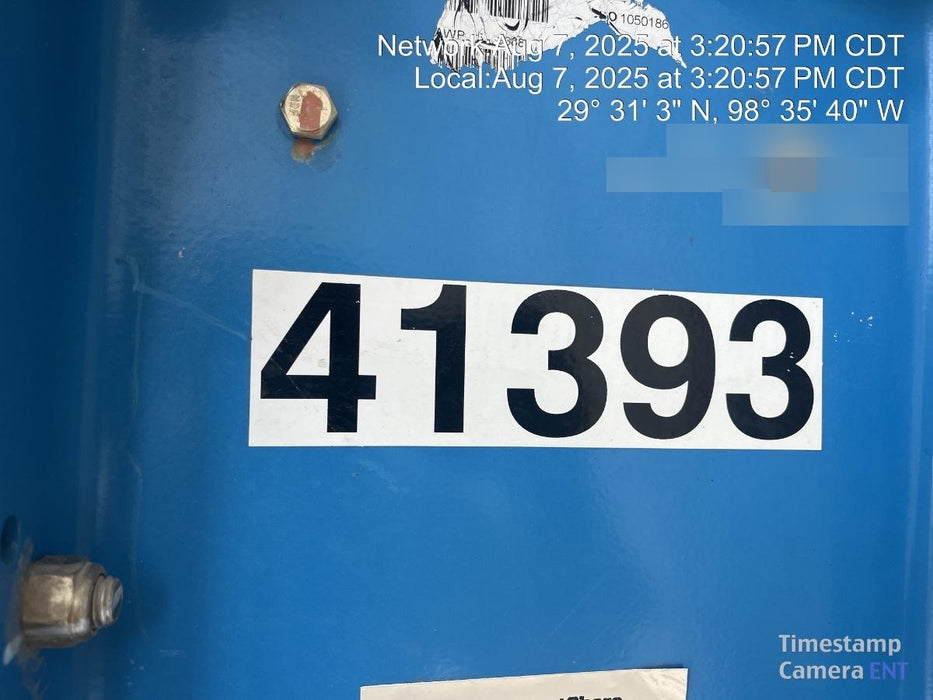 1050186
Network:Aug 7, 2025 at 3:20:57 PM CDT
Local:Aug 7, 2025 at 3:20:57 PM CDT
29° 31' 3" N, 98° 35' 40" W
41393
Timestamp
Camera ENT